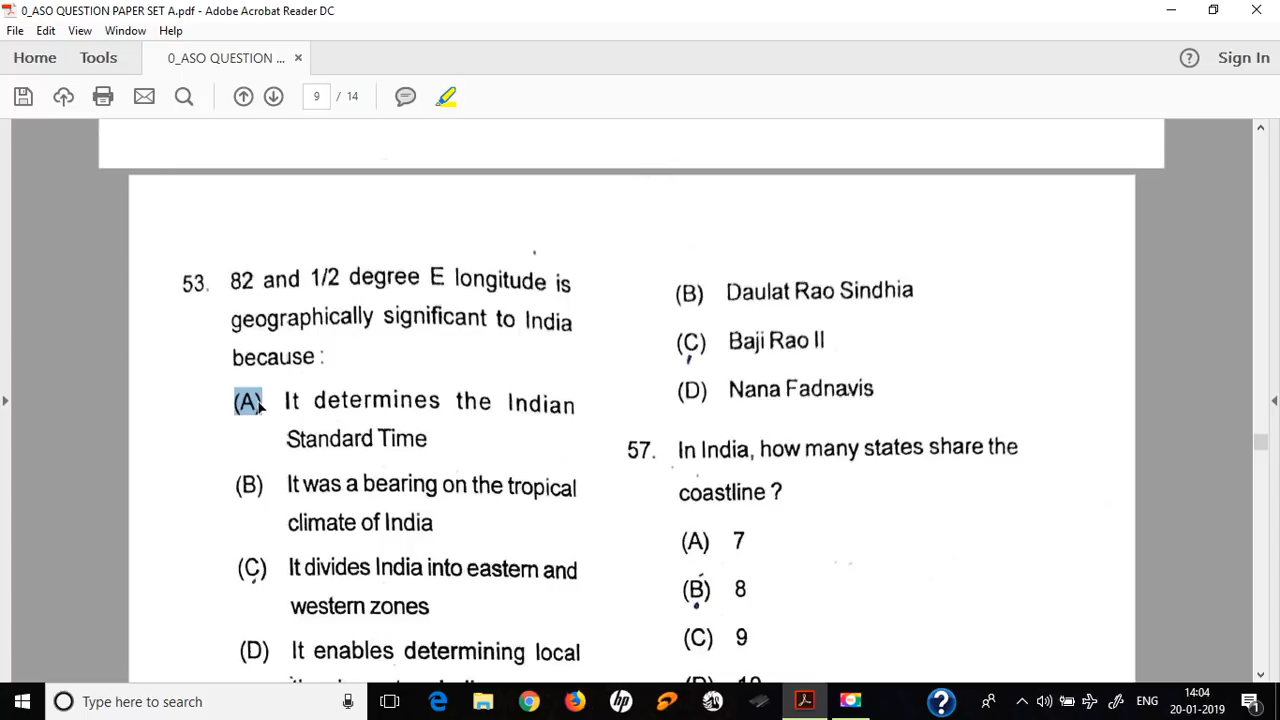 0_ASO QUESTION PAPER SET A.pdf - Adobe Acrobat Reader DC
File Edit View Window Help
Home Tools 0_ASO QUESTION ... × Sign In
9 / 14
53. 82 and 1/2 degree E longitude is
geographically significant to India
because :
(A) It determines the Indian
Standard Time
(B) It was a bearing on the tropical
climate of India
(C) It divides India into eastern and
western zones
(D) It enables determining local
(B) Daulat Rao Sindhia
(C) Baji Rao II
(D) Nana Fadnavis
57. In India, how many states share the
coastline ?
(A) 7
(B) 8
(C) 9
Type here to search
ENG
14:04
20-01-2019